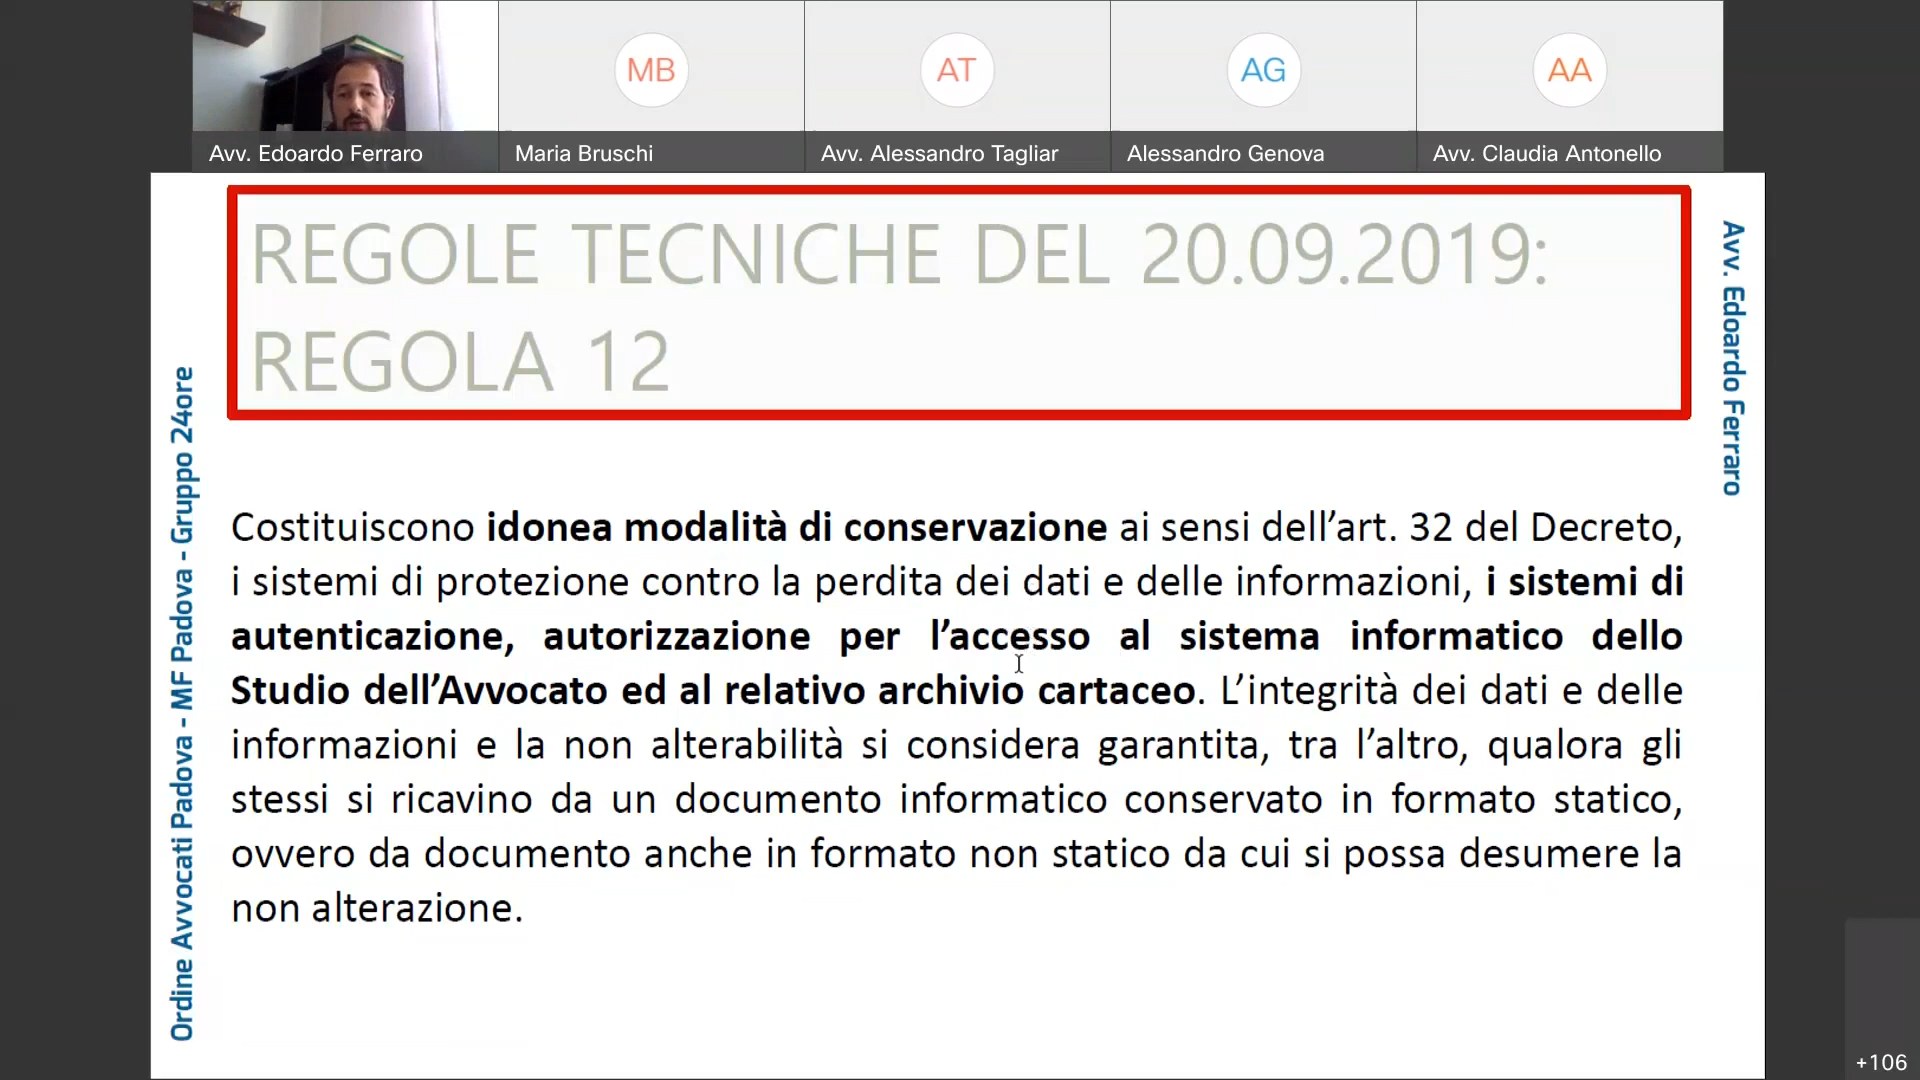 MB
AT
AG
AA
Avv. Edoardo Ferraro
Maria Bruschi
Avv. Alessandro Tagliar
Alessandro Genova
Avv. Claudia Antonello
REGOLE TECNICHE DEL 20.09.2019:
REGOLA 12
Avv. Edoardo Ferraro
Ordine Avvocati Padova - MF Padova - Gruppo 24ore
Costituiscono idonea modalità di conservazione ai sensi dell’art. 32 del Decreto,
i sistemi di protezione contro la perdita dei dati e delle informazioni, i sistemi di
autenticazione, autorizzazione per l’accesso al sistema informatico dello
Studio dell’Avvocato ed al relativo archivio cartaceo. L’integrità dei dati e delle
informazioni e la non alterabilità si considera garantita, tra l’altro, qualora gli
stessi si ricavino da un documento informatico conservato in formato statico,
ovvero da documento anche in formato non statico da cui si possa desumere la
non alterazione.
+106